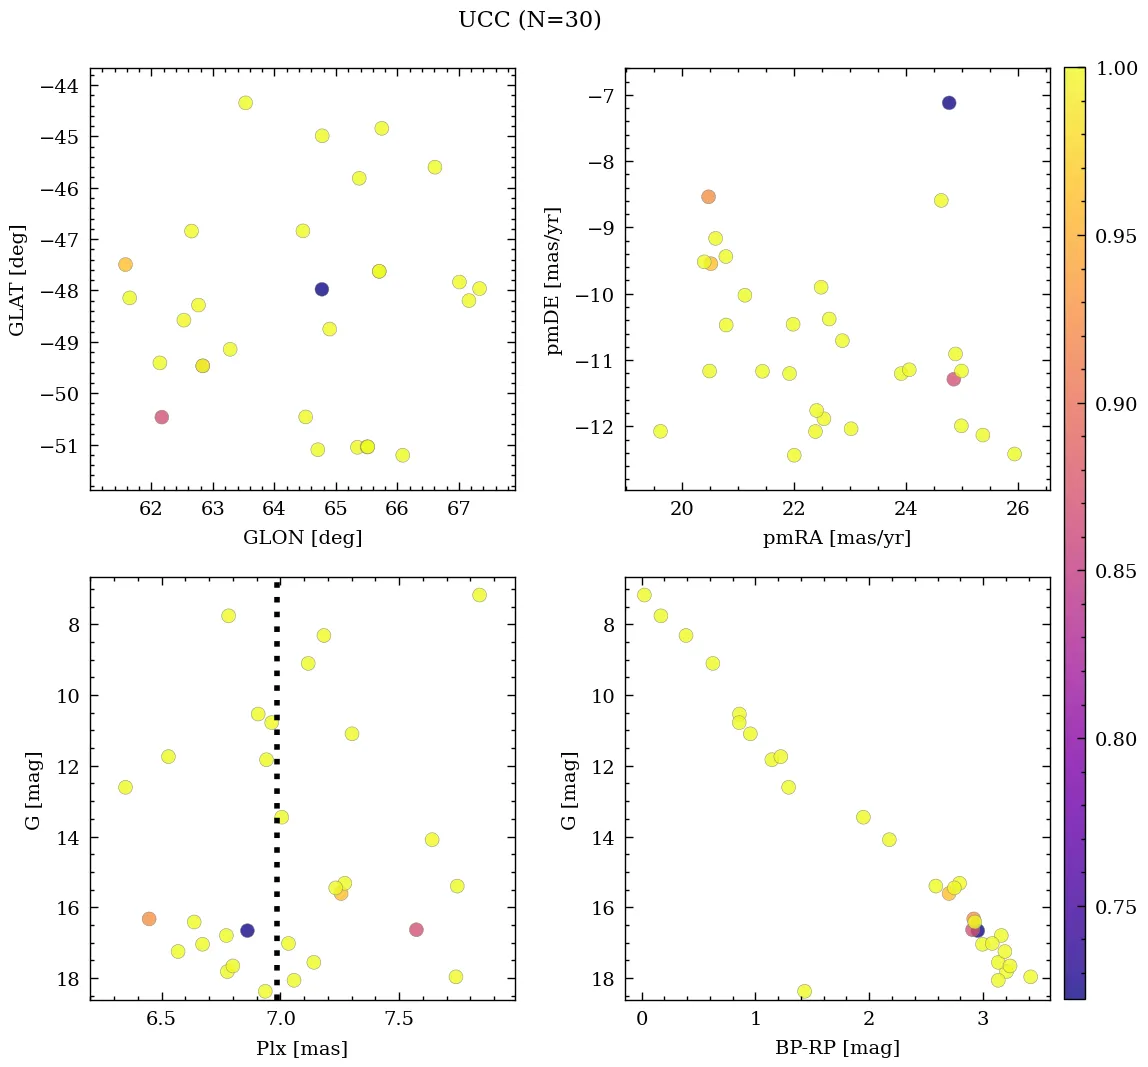 UCC (N=30)
−44
−45
−46
−47
−48
−49
−50
−51
GLAT [deg]
62 63 64 65 66 67
GLON [deg]
−7
−8
−9
−10
−11
−12
pmDE [mas/yr]
20 22 24 26
pmRA [mas/yr]
1.00
0.95
0.90
0.85
0.80
0.75
8
10
12
14
16
18
G [mag]
6.5 7.0 7.5
Plx [mas]
8
10
12
14
16
18
G [mag]
0 1 2 3
BP-RP [mag]